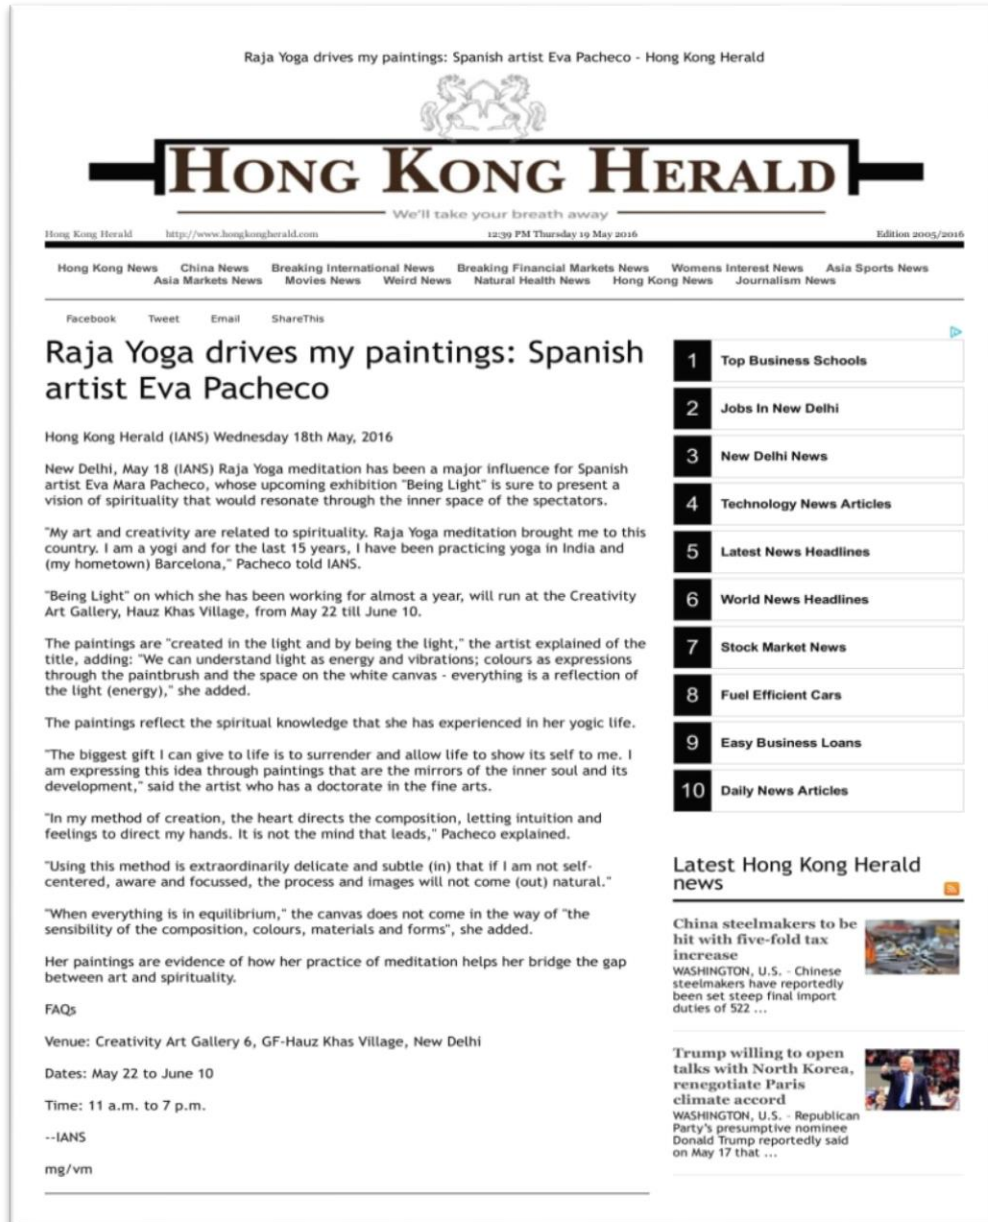 Raja Yoga drives my paintings: Spanish artist Eva Pacheco - Hong Kong Herald
HONG KONG HERALD
We'll take your breath away
Hong Kong Herald http://www.hongkongherald.com 12:39 PM Thursday 19 May 2016 Edition 2005/2016
Hong Kong News China News Breaking International News Breaking Financial Markets News Womens Interest News Asia Sports News
Asia Markets News Movies News Weird News Natural Health News Hong Kong News Journalism News
Facebook Tweet Email ShareThis
Raja Yoga drives my paintings: Spanish
artist Eva Pacheco
Hong Kong Herald (IANS) Wednesday 18th May, 2016
New Delhi, May 18 (IANS) Raja Yoga meditation has been a major influence for Spanish
artist Eva Mara Pacheco, whose upcoming exhibition "Being Light" is sure to present a
vision of spirituality that would resonate through the inner space of the spectators.
"My art and creativity are related to spirituality. Raja Yoga meditation brought me to this
country. I am a yogi and for the last 15 years, I have been practicing yoga in India and
(my hometown) Barcelona," Pacheco told IANS.
"Being Light" on which she has been working for almost a year, will run at the Creativity
Art Gallery, Hauz Khas Village, from May 22 till June 10.
The paintings are "created in the light and by being the light," the artist explained of the
title, adding: "We can understand light as energy and vibrations; colours as expressions
through the paintbrush and the space on the white canvas - everything is a reflection of
the light (energy)," she added.
The paintings reflect the spiritual knowledge that she has experienced in her yogic life.
"The biggest gift I can give to life is to surrender and allow life to show its self to me. I
am expressing this idea through paintings that are the mirrors of the inner soul and its
development," said the artist who has a doctorate in the fine arts.
"In my method of creation, the heart directs the composition, letting intuition and
feelings to direct my hands. It is not the mind that leads," Pacheco explained.
"Using this method is extraordinarily delicate and subtle (in) that if I am not self-
centered, aware and focussed, the process and images will not come (out) natural."
"When everything is in equilibrium," the canvas does not come in the way of "the
sensibility of the composition, colours, materials and forms", she added.
Her paintings are evidence of how her practice of meditation helps her bridge the gap
between art and spirituality.
FAQs
Venue: Creativity Art Gallery 6, GF-Hauz Khas Village, New Delhi
Dates: May 22 to June 10
Time: 11 a.m. to 7 p.m.
--IANS
mg/vm
1 Top Business Schools
2 Jobs In New Delhi
3 New Delhi News
4 Technology News Articles
5 Latest News Headlines
6 World News Headlines
7 Stock Market News
8 Fuel Efficient Cars
9 Easy Business Loans
10 Daily News Articles
Latest Hong Kong Herald
news
China steelmakers to be
hit with five-fold tax
increase
WASHINGTON, U.S. - Chinese
steelmakers have reportedly
been set steep final import
duties of 522 ...
Trump willing to open
talks with North Korea,
renegotiate Paris
climate accord
WASHINGTON, U.S. - Republican
Party's presumptive nominee
Donald Trump reportedly said
on May 17 that ...